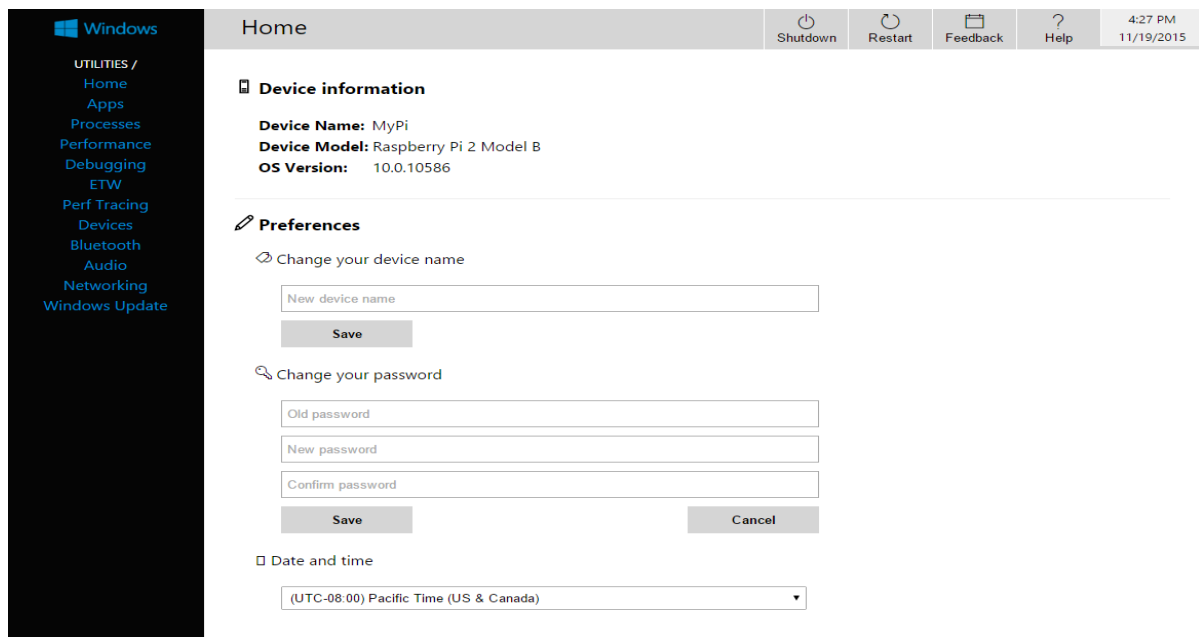 Windows
UTILITIES /
Home
Apps
Processes
Performance
Debugging
ETW
Perf Tracing
Devices
Bluetooth
Audio
Networking
Windows Update
Home
Shutdown
Restart
Feedback
Help
4:27 PM
11/19/2015
Device information
Device Name: MyPi
Device Model: Raspberry Pi 2 Model B
OS Version: 10.0.10586
Preferences
Change your device name
New device name
Save
Change your password
Old password
New password
Confirm password
Save Cancel
Date and time
(UTC-08:00) Pacific Time (US & Canada)